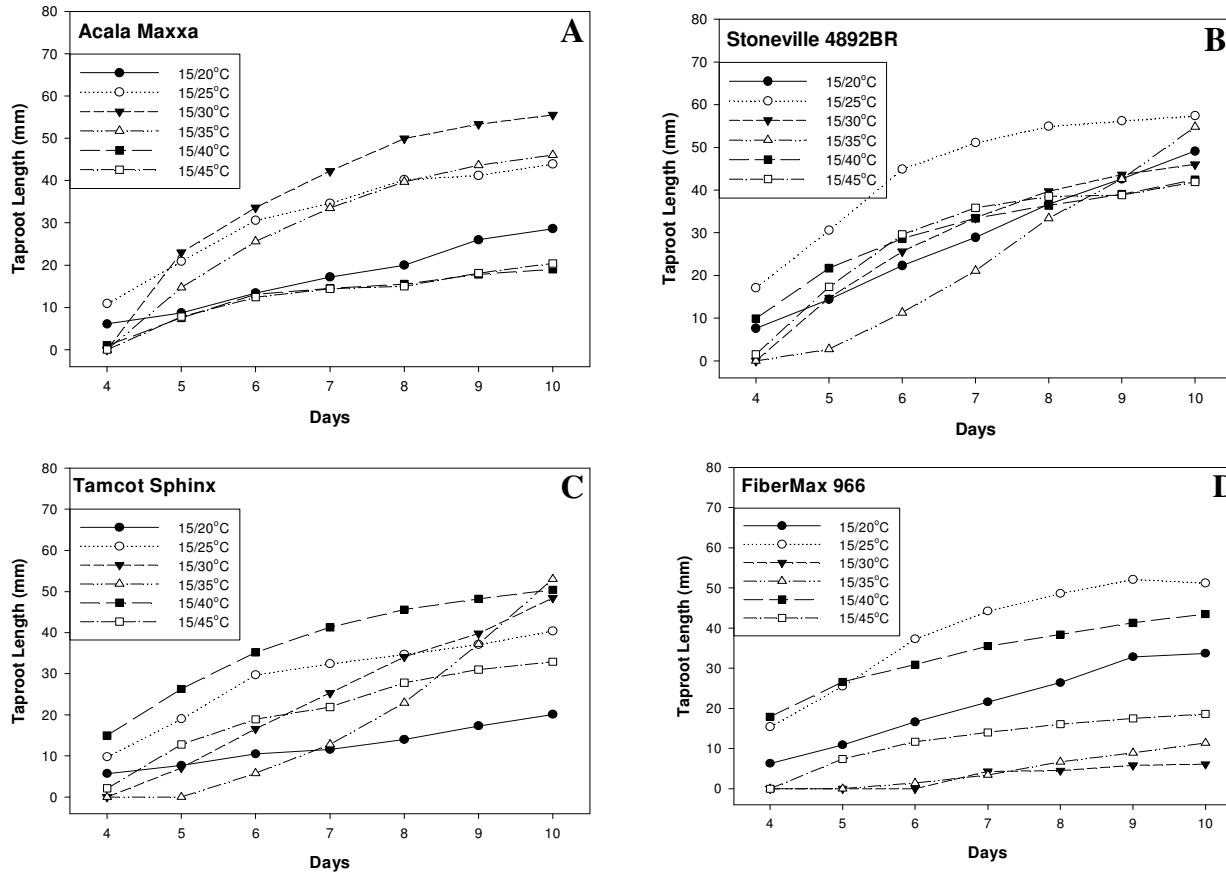 Acala Maxxa
A
15/20°C
15/25°C
15/30°C
15/35°C
15/40°C
15/45°C
Taproot Length (mm)
80
70
60
50
40
30
20
10
0
4 5 6 7 8 9 10
Days
Stoneville 4892BR
B
15/20°C
15/25°C
15/30°C
15/35°C
15/40°C
15/45°C
Taproot Length (mm)
80
70
60
50
40
30
20
10
0
4 5 6 7 8 9 10
Days
Tamcot Sphinx
C
15/20°C
15/25°C
15/30°C
15/35°C
15/40°C
15/45°C
Taproot Length (mm)
80
70
60
50
40
30
20
10
0
4 5 6 7 8 9 10
Days
FiberMax 966
D
15/20°C
15/25°C
15/30°C
15/35°C
15/40°C
15/45°C
Taproot Length (mm)
80
70
60
50
40
30
20
10
0
4 5 6 7 8 9 10
Days